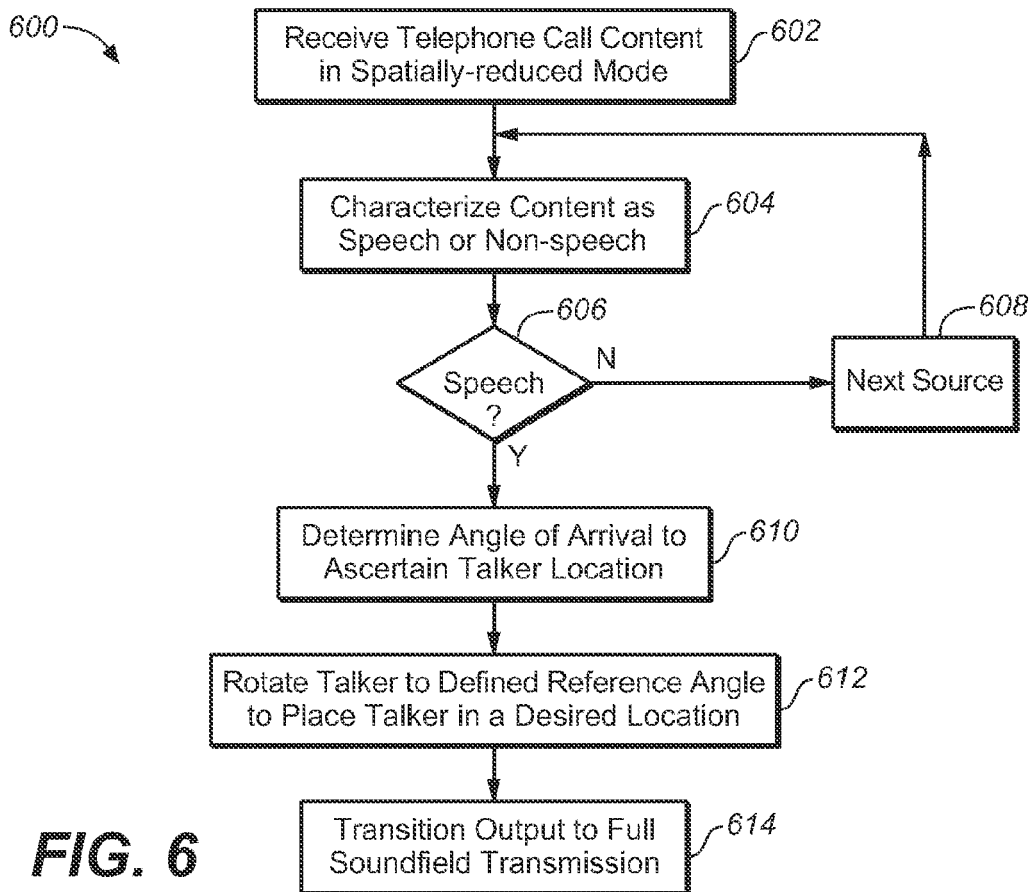 600
Receive Telephone Call Content
in Spatially-reduced Mode
602
Characterize Content as
Speech or Non-speech
604
606
Speech
?
N
Y
608
Next Source
Determine Angle of Arrival to
Ascertain Talker Location
610
Rotate Talker to Defined Reference Angle
to Place Talker in a Desired Location
612
Transition Output to Full
Soundfield Transmission
614
FIG. 6